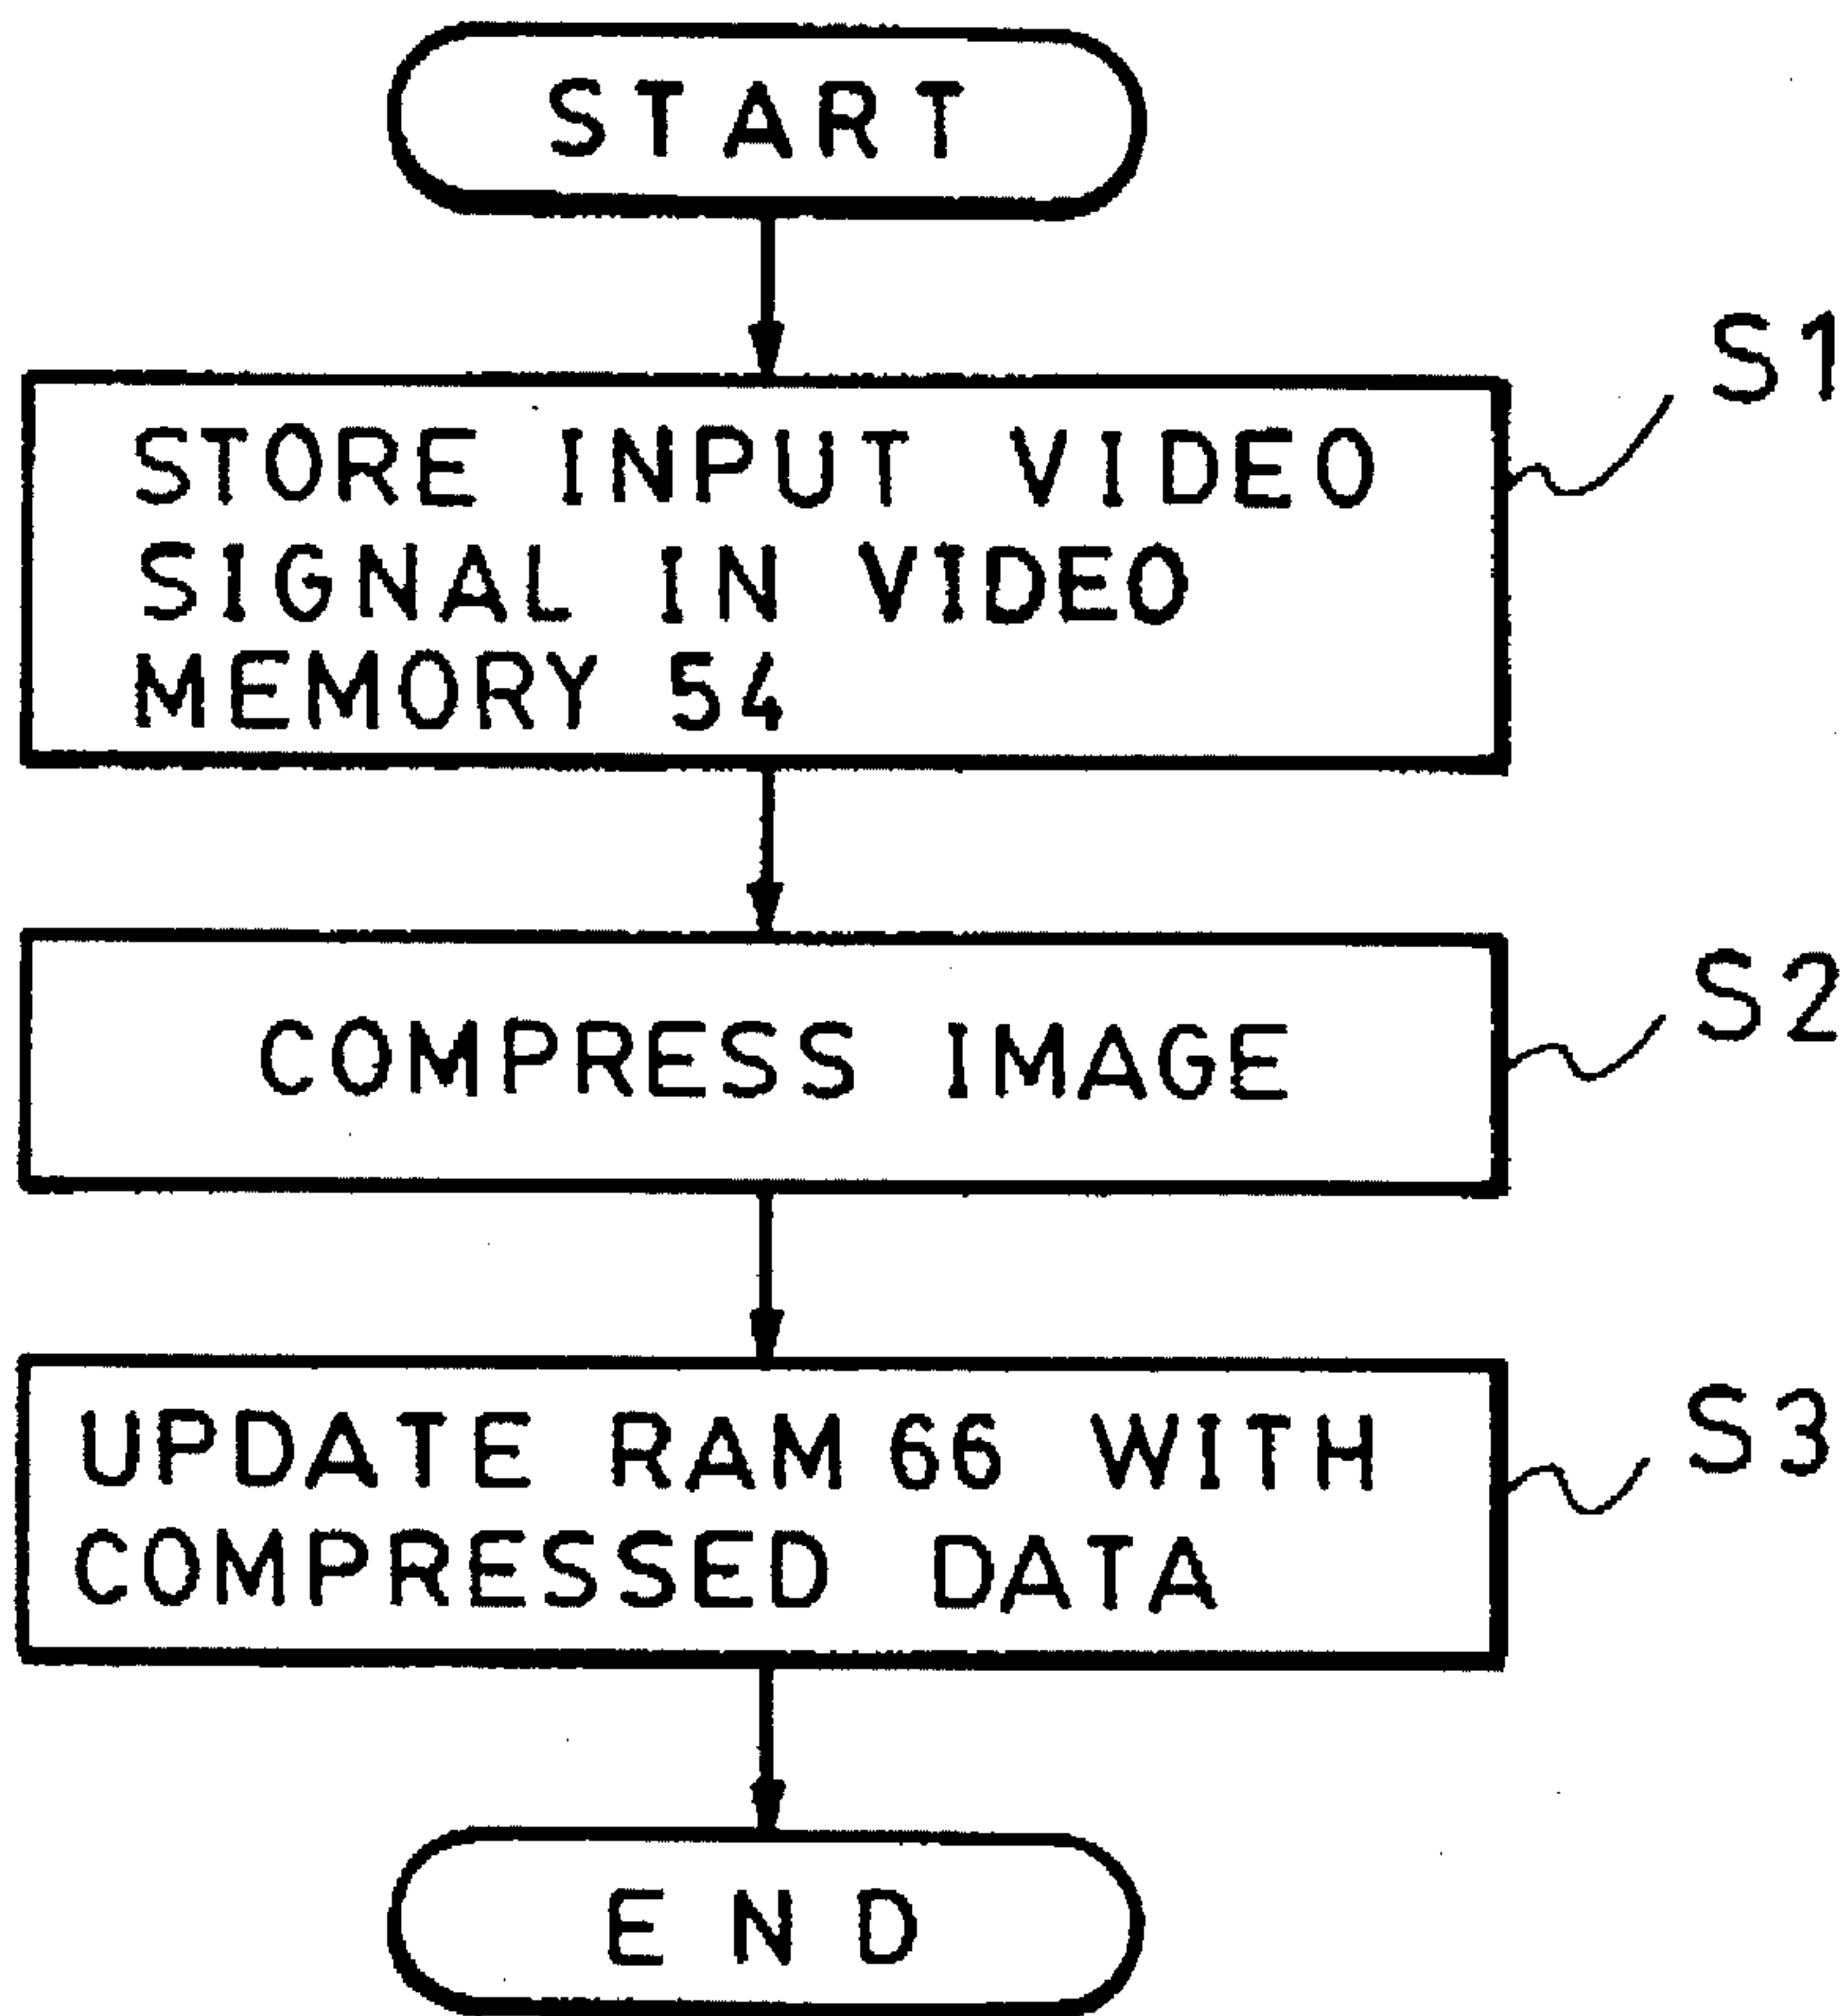 START
S1
STORE INPUT VIDEO
SIGNAL IN VIDEO
MEMORY 54
S2
COMPRESS IMAGE
S3
UPDATE RAM 66 WITH
COMPRESSED DATA
END